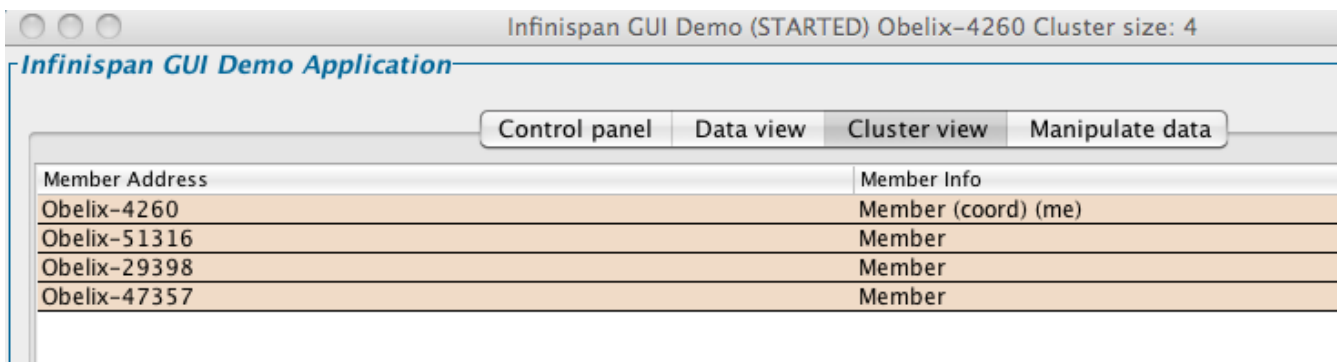 Infinispan GUI Demo (STARTED) Obelix-4260 Cluster size: 4
Infinispan GUI Demo Application
Control panel Data view Cluster view Manipulate data
Member Address Member Info
Obelix-4260 Member (coord) (me)
Obelix-51316 Member
Obelix-29398 Member
Obelix-47357 Member